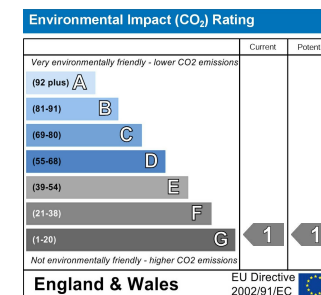 Environmental Impact (CO₂) Rating
Current Potent
Very environmentally friendly - lower CO2 emissions
(92 plus) A
(81-91) B
(69-80) C
(55-68) D
(39-54) E
(21-38) F
(1-20) G 1 1
Not environmentally friendly - higher CO2 emissions
England & Wales
EU Directive
2002/91/EC